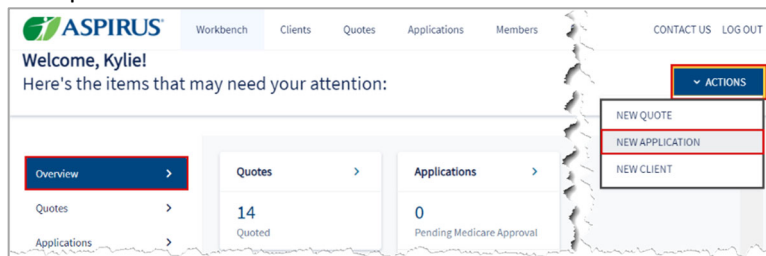 ASPIRUS
Workbench Clients Quotes Applications Members CONTACT US LOG OUT
Welcome, Kylie!
Here's the items that may need your attention:
ACTIONS
NEW QUOTE
NEW APPLICATION
NEW CLIENT
Overview
Quotes
Applications
Quotes
14
Quoted
Applications
0
Pending Medicare Approval